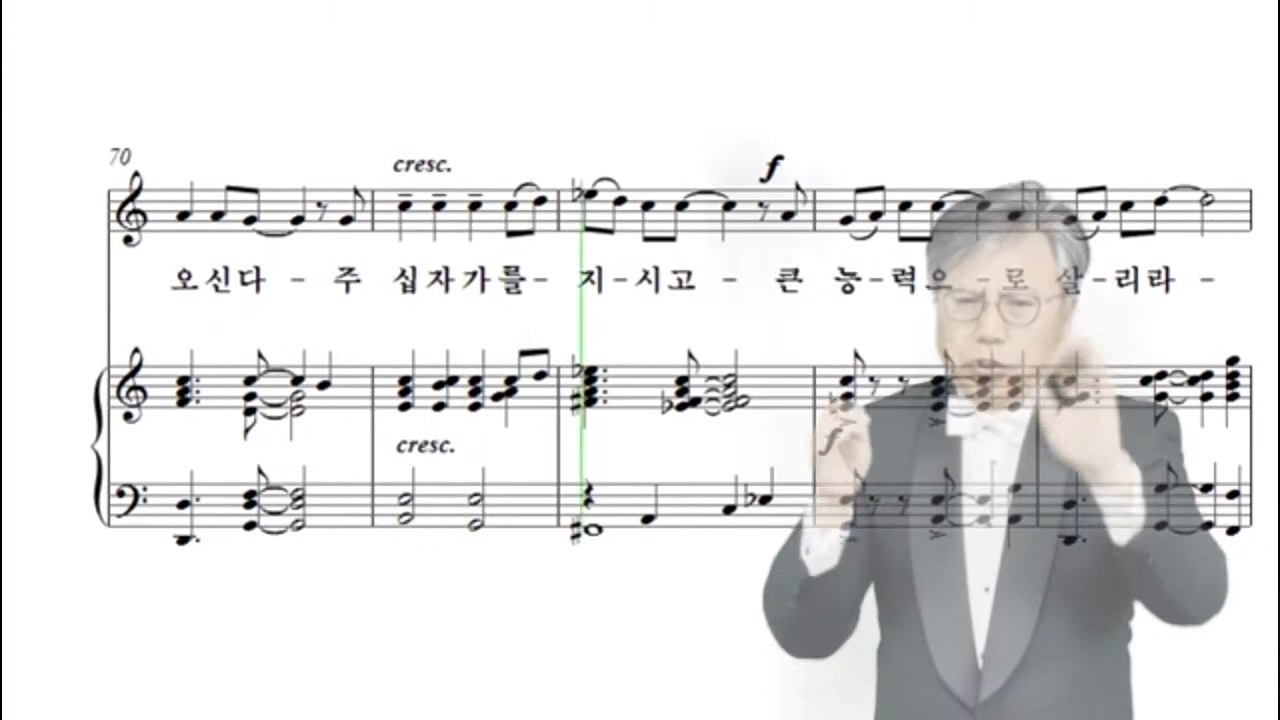 70
cresc.
f
오신다 - 주 십자가를- 지-시고 - 큰 능-력으 -로 살-리라 -
cresc.
f